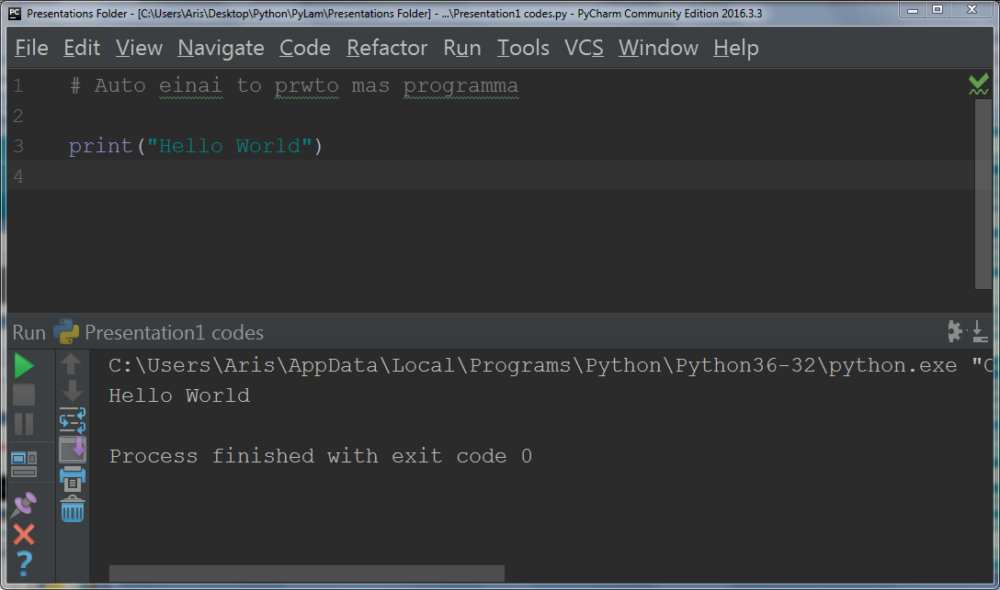 Presentations Folder - [C:\Users\Aris\Desktop\Python\PyLam\Presentations Folder] - ...\Presentation1 codes.py - PyCharm Community Edition 2016.3.3
File Edit View Navigate Code Refactor Run Tools VCS Window Help
1 # Auto einai to prwto mas programma
2
3 print("Hello World")
4
Run Presentation1 codes
C:\Users\Aris\AppData\Local\Programs\Python\Python36-32\python.exe "C
Hello World
Process finished with exit code 0